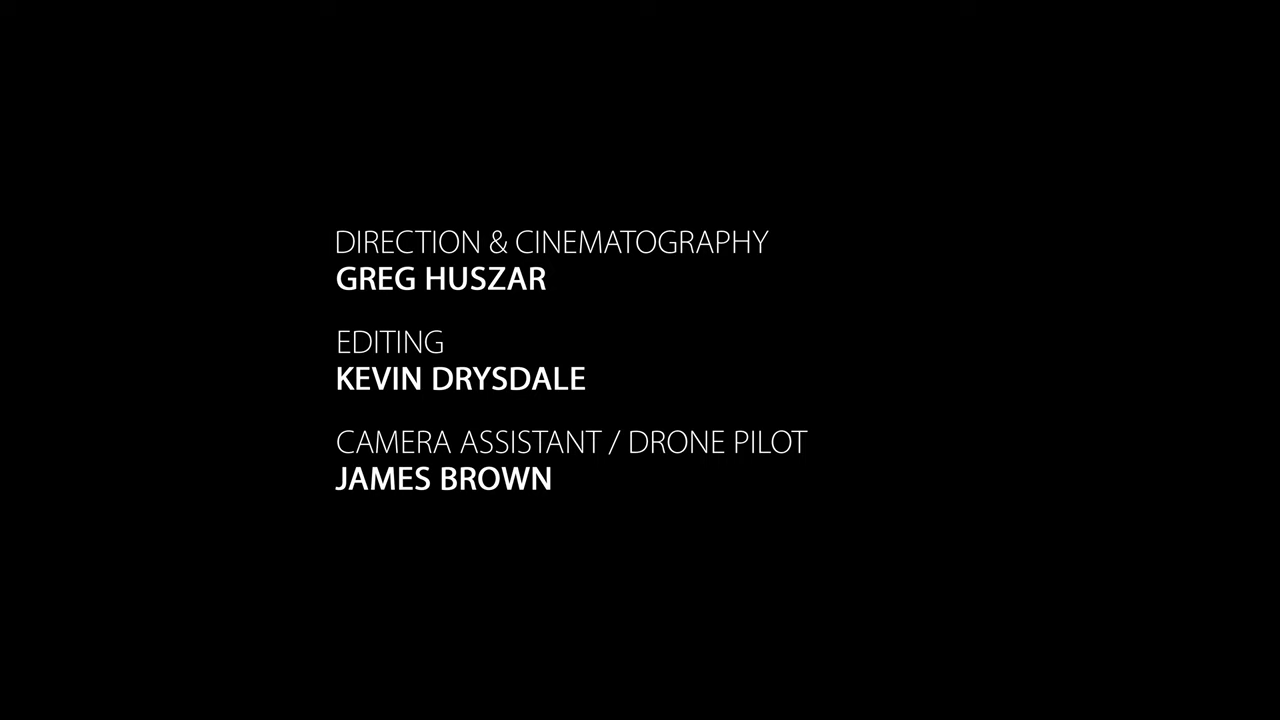 DIRECTION & CINEMATOGRAPHY
GREG HUSZAR
EDITING
KEVIN DRYSDALE
CAMERA ASSISTANT / DRONE PILOT
JAMES BROWN